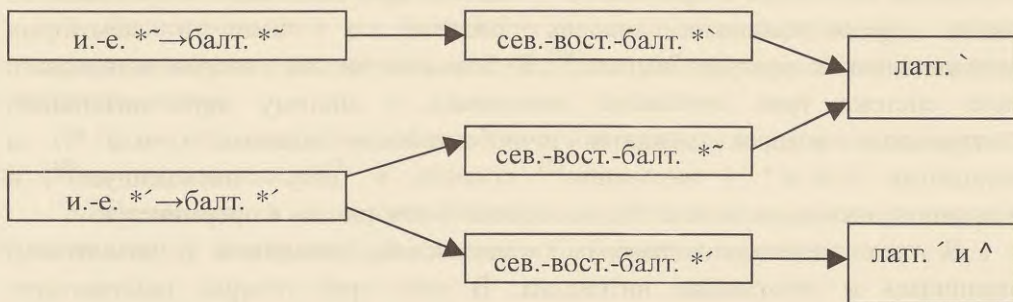 и.-е. *~→балт. *~
сев.-вост.-балт. *`
латг. `
сев.-вост.-балт. *~
и.-е. *´→балт. *´
сев.-вост.-балт. *´
латг. ´ и ^